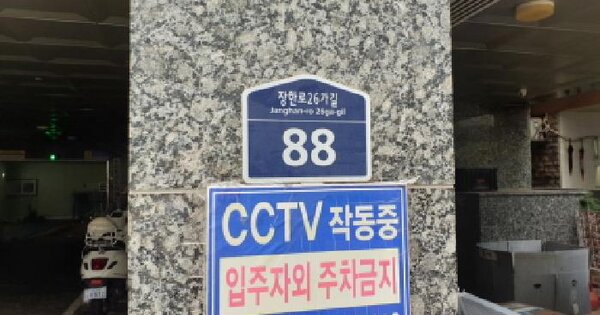 장한로26가길
Janghan-ro 26ga-gil
88
CCTV 작동중
입주자외 주차금지